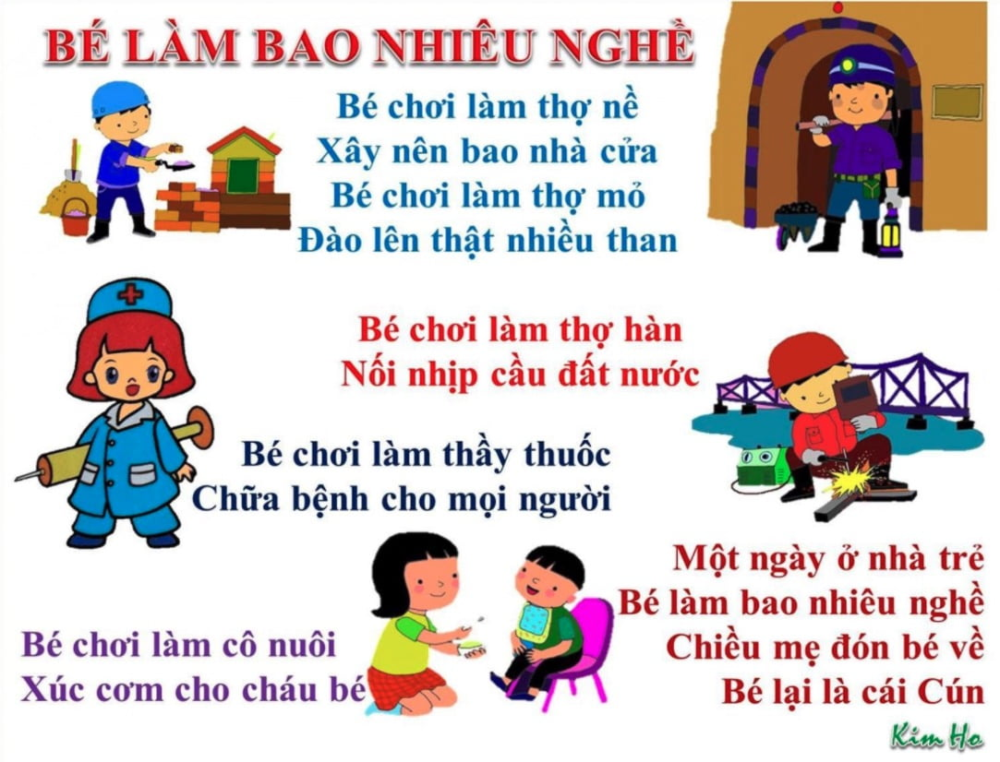 BÉ LÀM BAO NHIÊU NGHỀ
Bé chơi làm thợ nề
Xây nên bao nhà cửa
Bé chơi làm thợ mỏ
Đào lên thật nhiều than
Bé chơi làm thợ hàn
Nối nhịp cầu đất nước
Bé chơi làm thầy thuốc
Chữa bệnh cho mọi người
Bé chơi làm cô nuôi
Xúc cơm cho cháu bé
Một ngày ở nhà trẻ
Bé làm bao nhiêu nghề
Chiều mẹ đón bé về
Bé lại là cái Cún
Kim Ho